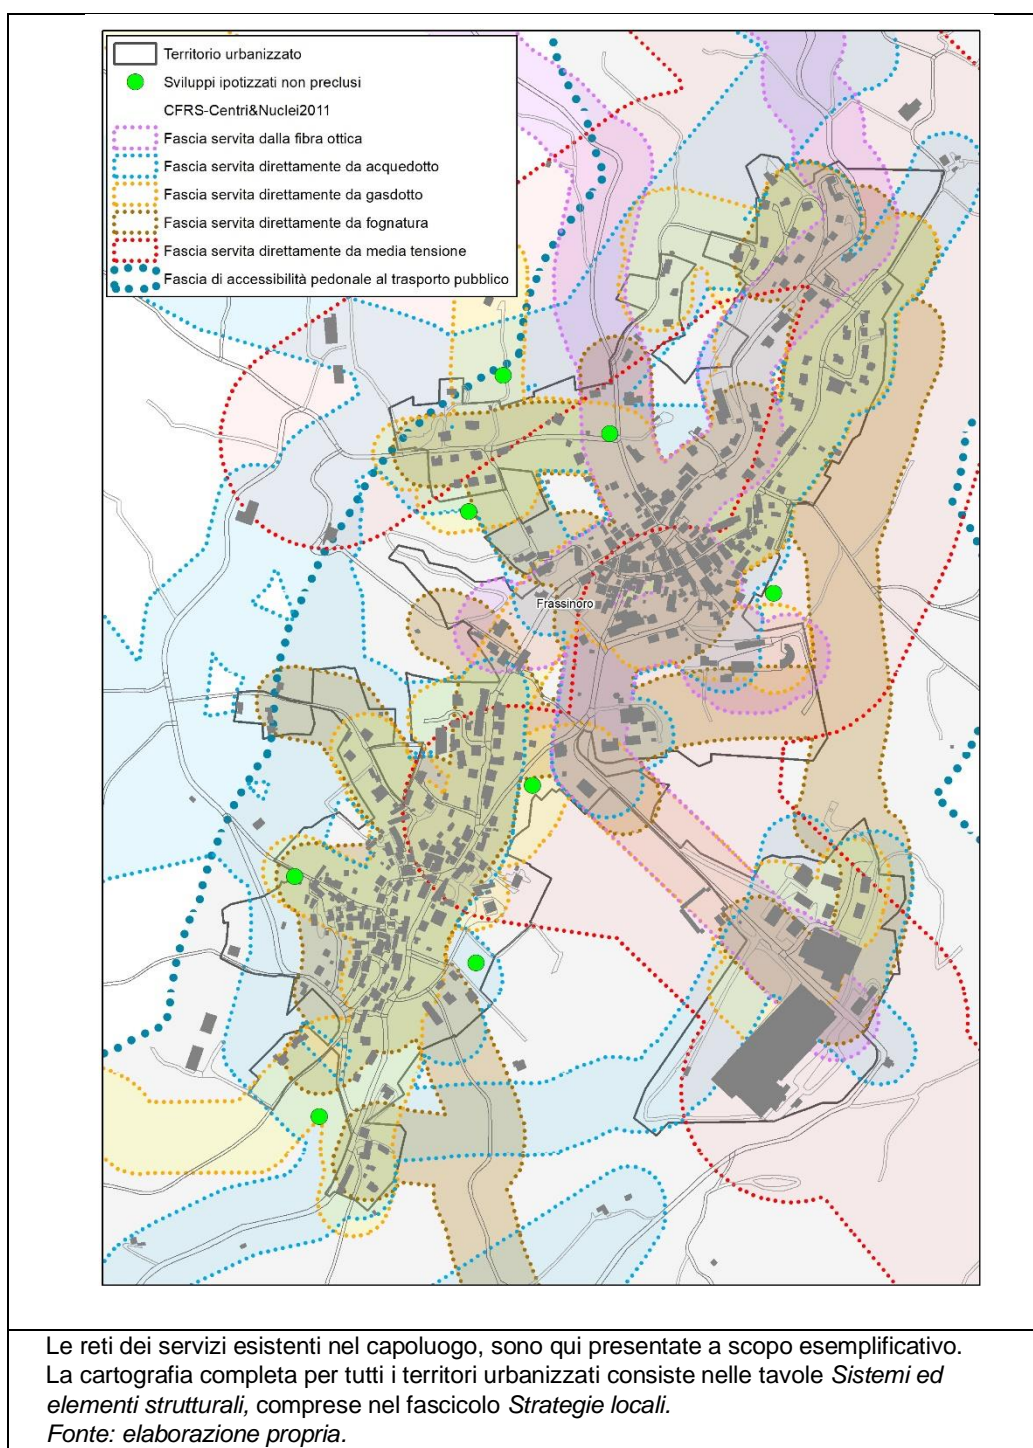 Territorio urbanizzato
Sviluppi ipotizzati non preclusi
CFRS-Centri&Nuclei2011
Fascia servita dalla fibra ottica
Fascia servita direttamente da acquedotto
Fascia servita direttamente da gasdotto
Fascia servita direttamente da fognatura
Fascia servita direttamente da media tensione
Fascia di accessibilità pedonale al trasporto pubblico
Frassinoro
Le reti dei servizi esistenti nel capoluogo, sono qui presentate a scopo esemplificativo.
La cartografia completa per tutti i territori urbanizzati consiste nelle tavole Sistemi ed
elementi strutturali, comprese nel fascicolo Strategie locali.
Fonte: elaborazione propria.